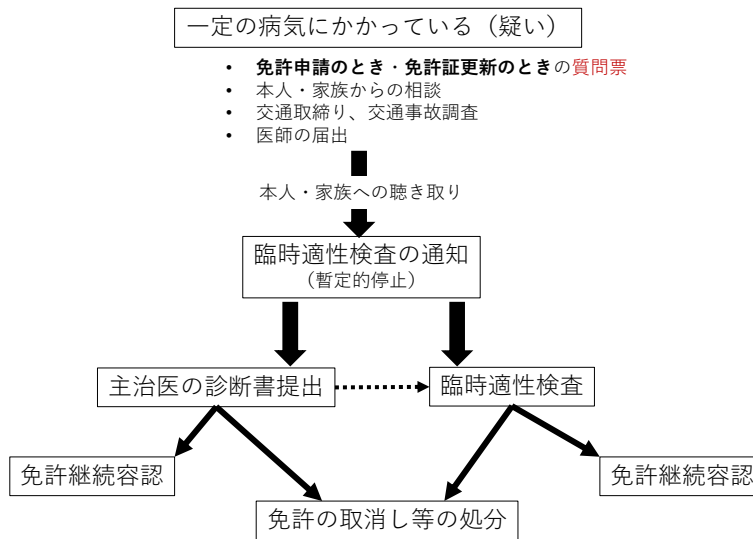 一定の病気にかかっている（疑い）
• 免許申請のとき・免許証更新のときの質問票
• 本人・家族からの相談
• 交通取締り、交通事故調査
• 医師の届出
本人・家族への聴き取り
臨時適性検査の通知
（暫定的停止）
主治医の診断書提出
臨時適性検査
免許継続容認
免許継続容認
免許の取消し等の処分